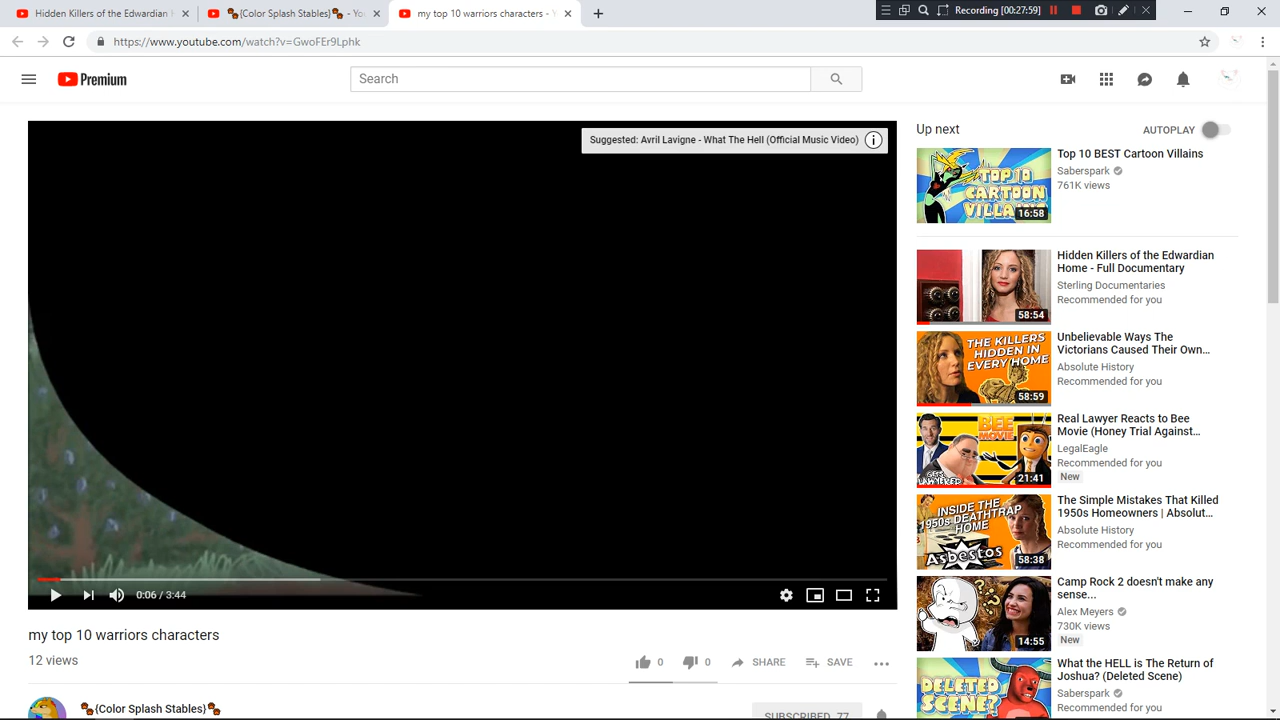 Hidden Killers of the Edwardian
{Color Splash Stables}
my top 10 warriors characters -
Recording [00:27:59]
https://www.youtube.com/watch?v=GwoFEr9Lphk
Premium
Search
Suggested: Avril Lavigne - What The Hell (Official Music Video)
0:06 / 3:44
my top 10 warriors characters
12 views
0
0
SHARE
SAVE
{Color Splash Stables}
SUBSCRIBED 77
Up next
AUTOPLAY
TOP 10
CARTOON
16:58
Top 10 BEST Cartoon Villains
Saberspark
761K views
58:54
Hidden Killers of the Edwardian
Home - Full Documentary
Sterling Documentaries
Recommended for you
THE KILLERS
HIDDEN IN
EVERY HOME
58:59
Unbelievable Ways The
Victorians Caused Their Own...
Absolute History
Recommended for you
BEE
MOVIE
21:41
Real Lawyer Reacts to Bee
Movie (Honey Trial Against...
LegalEagle
Recommended for you
New
INSIDE THE
1950s DEATHTRAP
HOME
Asbestos
58:38
The Simple Mistakes That Killed
1950s Homeowners | Absolut...
Absolute History
Recommended for you
14:55
Camp Rock 2 doesn't make any
sense...
Alex Meyers
730K views
New
DELETED
SCENE?
What the HELL is The Return of
Joshua? (Deleted Scene)
Saberspark
Recommended for you